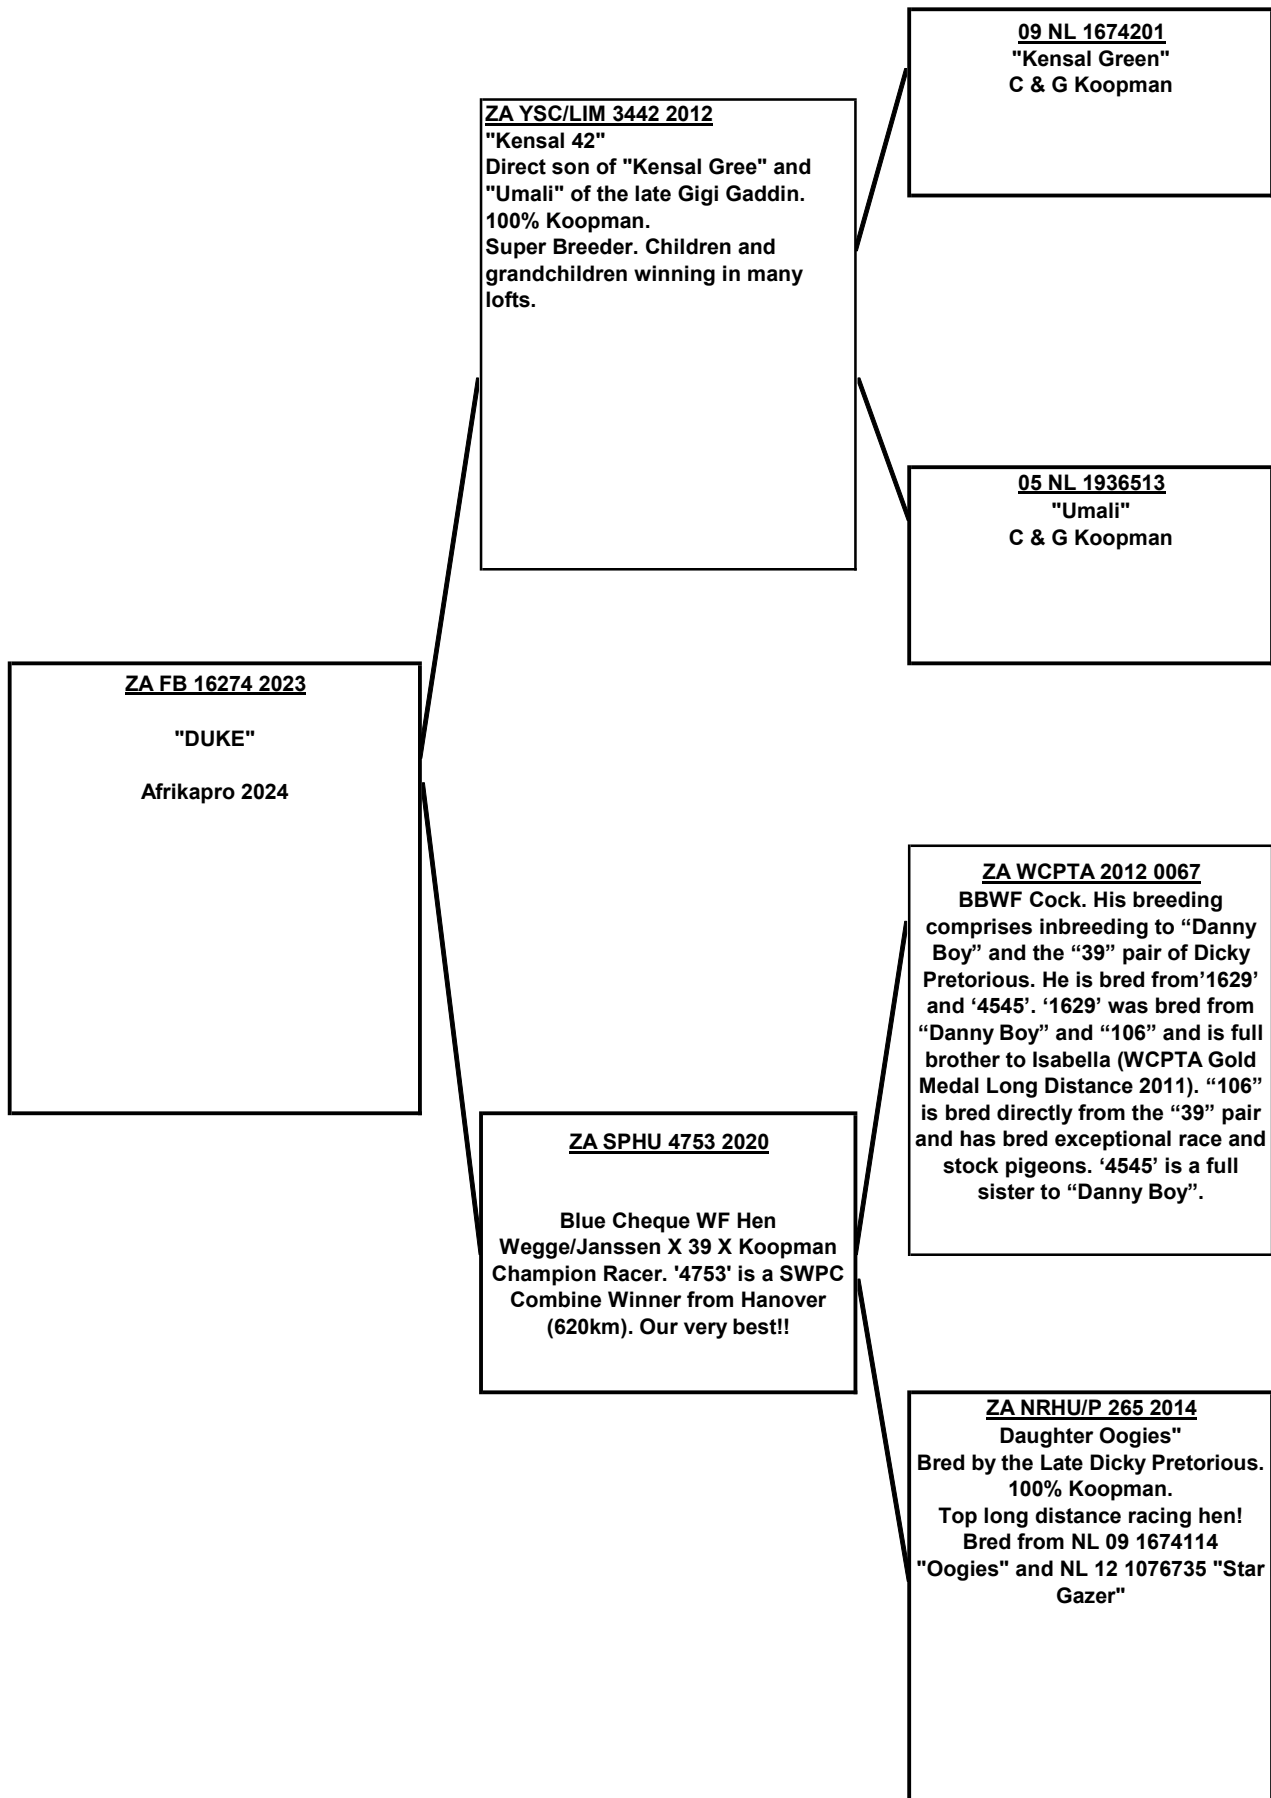 09 NL 1674201
"Kensal Green"
C & G Koopman
ZA YSC/LIM 3442 2012
"Kensal 42"
Direct son of "Kensal Gree" and
"Umali" of the late Gigi Gaddin.
100% Koopman.
Super Breeder. Children and
grandchildren winning in many
lofts.
05 NL 1936513
"Umali"
C & G Koopman
ZA FB 16274 2023
"DUKE"
Afrikapro 2024
ZA WCPTA 2012 0067
BBWF Cock. His breeding
comprises inbreeding to “Danny
Boy” and the “39” pair of Dicky
Pretorious. He is bred from’1629’
and ‘4545’. ‘1629’ was bred from
“Danny Boy” and “106” and is full
brother to Isabella (WCPTA Gold
Medal Long Distance 2011). “106”
is bred directly from the “39” pair
and has bred exceptional race and
stock pigeons. ‘4545’ is a full
sister to “Danny Boy”.
ZA SPHU 4753 2020
Blue Cheque WF Hen
Wegge/Janssen X 39 X Koopman
Champion Racer. '4753' is a SWPC
Combine Winner from Hanover
(620km). Our very best!!
ZA NRHU/P 265 2014
Daughter Oogies"
Bred by the Late Dicky Pretorious.
100% Koopman.
Top long distance racing hen!
Bred from NL 09 1674114
"Oogies" and NL 12 1076735 "Star
Gazer"